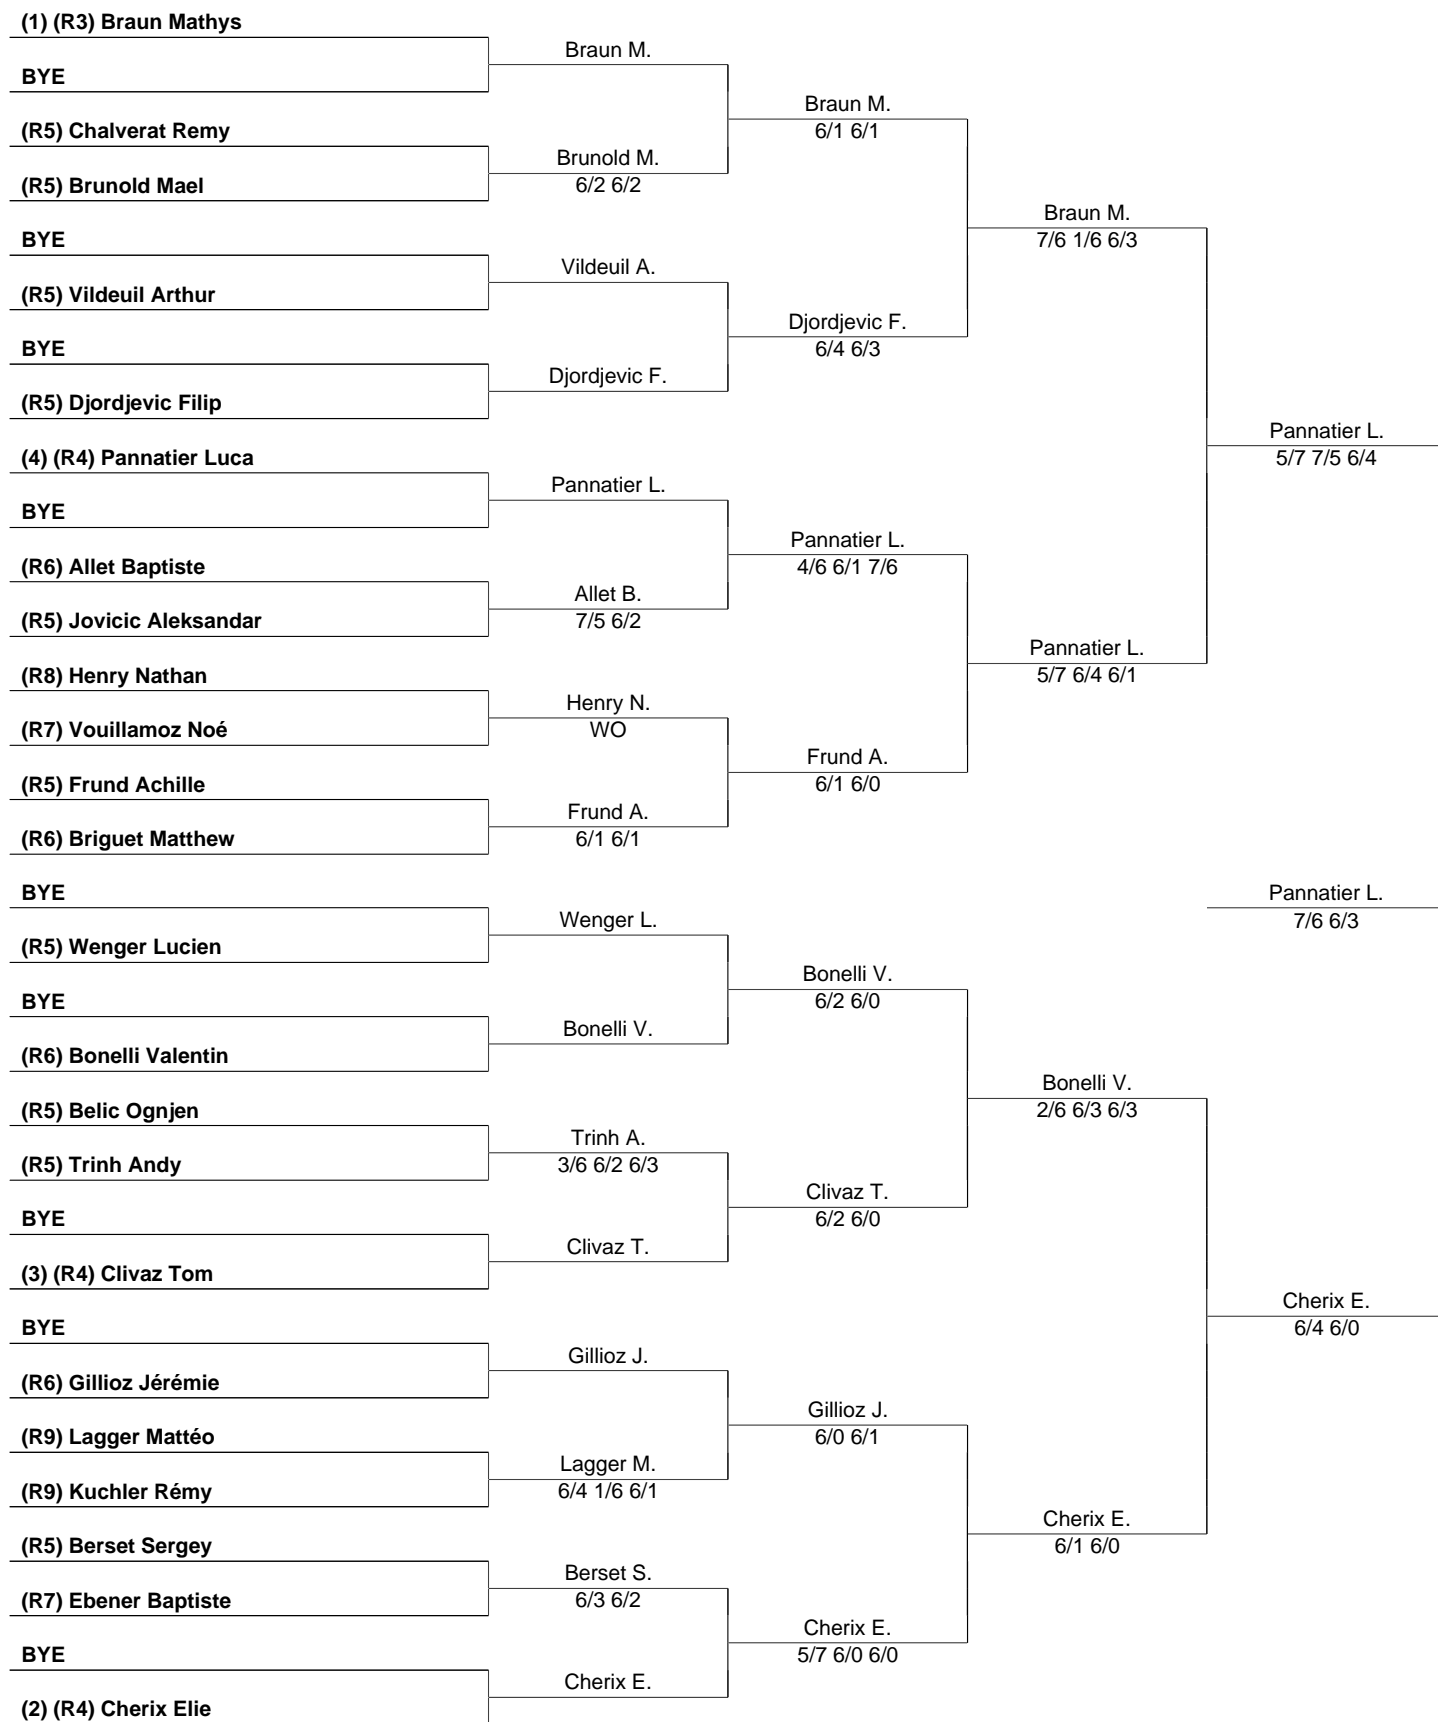 (1) (R3) Braun Mathys
BYE
(R5) Chalverat Remy
(R5) Brunold Mael
BYE
(R5) Vildeuil Arthur
BYE
(R5) Djordjevic Filip
(4) (R4) Pannatier Luca
BYE
(R6) Allet Baptiste
(R5) Jovicic Aleksandar
(R8) Henry Nathan
(R7) Vouillamoz Noé
(R5) Frund Achille
(R6) Briguet Matthew
BYE
(R5) Wenger Lucien
BYE
(R6) Bonelli Valentin
(R5) Belic Ognjen
(R5) Trinh Andy
BYE
(3) (R4) Clivaz Tom
BYE
(R6) Gillioz Jérémie
(R9) Lagger Mattéo
(R9) Kuchler Rémy
(R5) Berset Sergey
(R7) Ebener Baptiste
BYE
(2) (R4) Cherix Elie
Braun M.
Brunold M.
6/2 6/2
Vildeuil A.
Djordjevic F.
Pannatier L.
Allet B.
7/5 6/2
Henry N.
WO
Frund A.
6/1 6/1
Wenger L.
Bonelli V.
Trinh A.
3/6 6/2 6/3
Clivaz T.
Gillioz J.
Lagger M.
6/4 1/6 6/1
Berset S.
6/3 6/2
Cherix E.
Braun M.
6/1 6/1
Djordjevic F.
6/4 6/3
Pannatier L.
4/6 6/1 7/6
Frund A.
6/1 6/0
Bonelli V.
6/2 6/0
Clivaz T.
6/2 6/0
Gillioz J.
6/0 6/1
Cherix E.
5/7 6/0 6/0
Braun M.
7/6 1/6 6/3
Pannatier L.
5/7 6/4 6/1
Bonelli V.
2/6 6/3 6/3
Cherix E.
6/1 6/0
Pannatier L.
5/7 7/5 6/4
Pannatier L.
7/6 6/3
Cherix E.
6/4 6/0